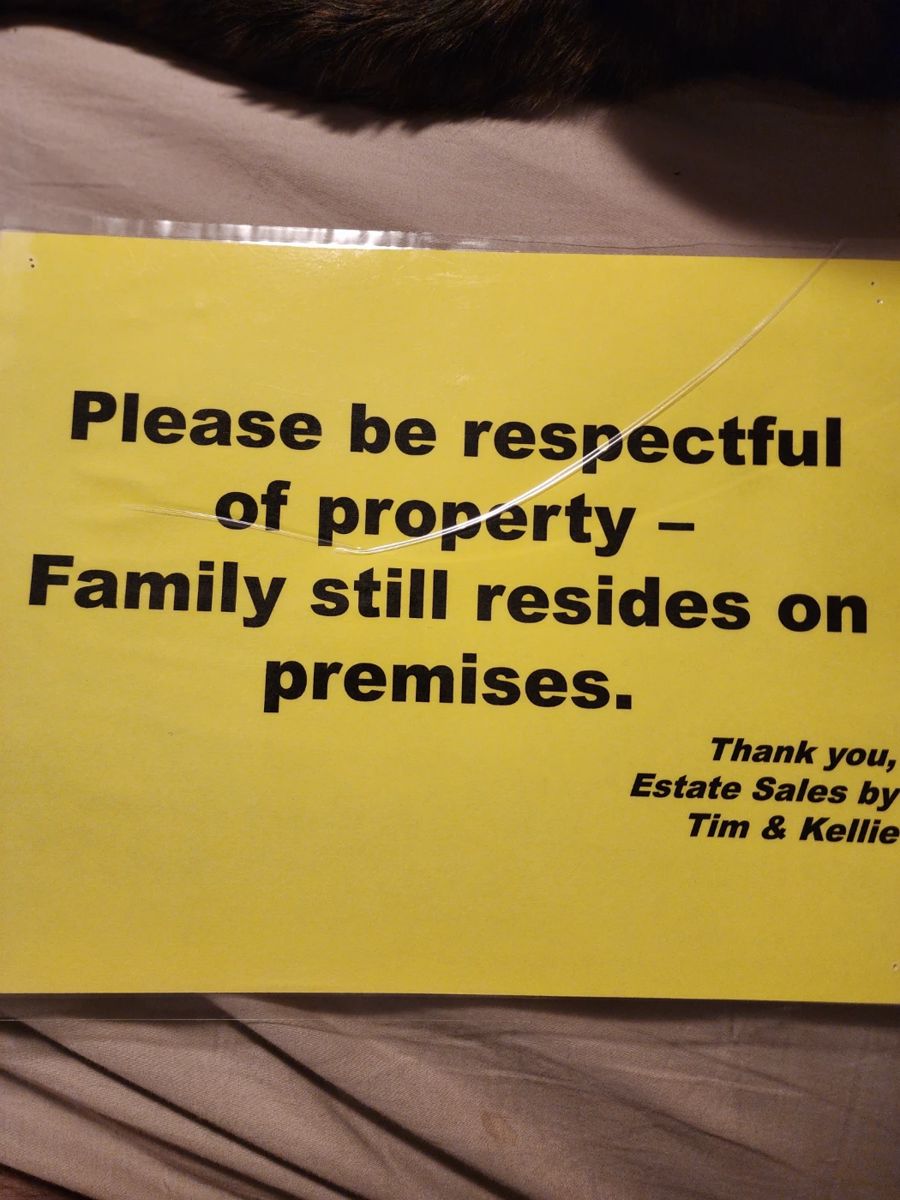 Please be respectful
of property –
Family still resides on
premises.
Thank you,
Estate Sales by
Tim & Kellie